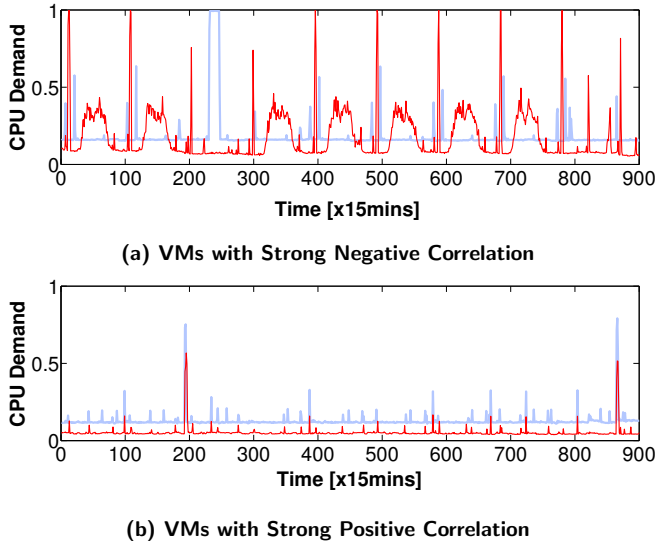 1
0.5
0
CPU Demand
0 100 200 300 400 500 600 700 800 900
Time [x15mins]
(a) VMs with Strong Negative Correlation
1
0.5
0
CPU Demand
0 100 200 300 400 500 600 700 800 900
Time [x15mins]
(b) VMs with Strong Positive Correlation